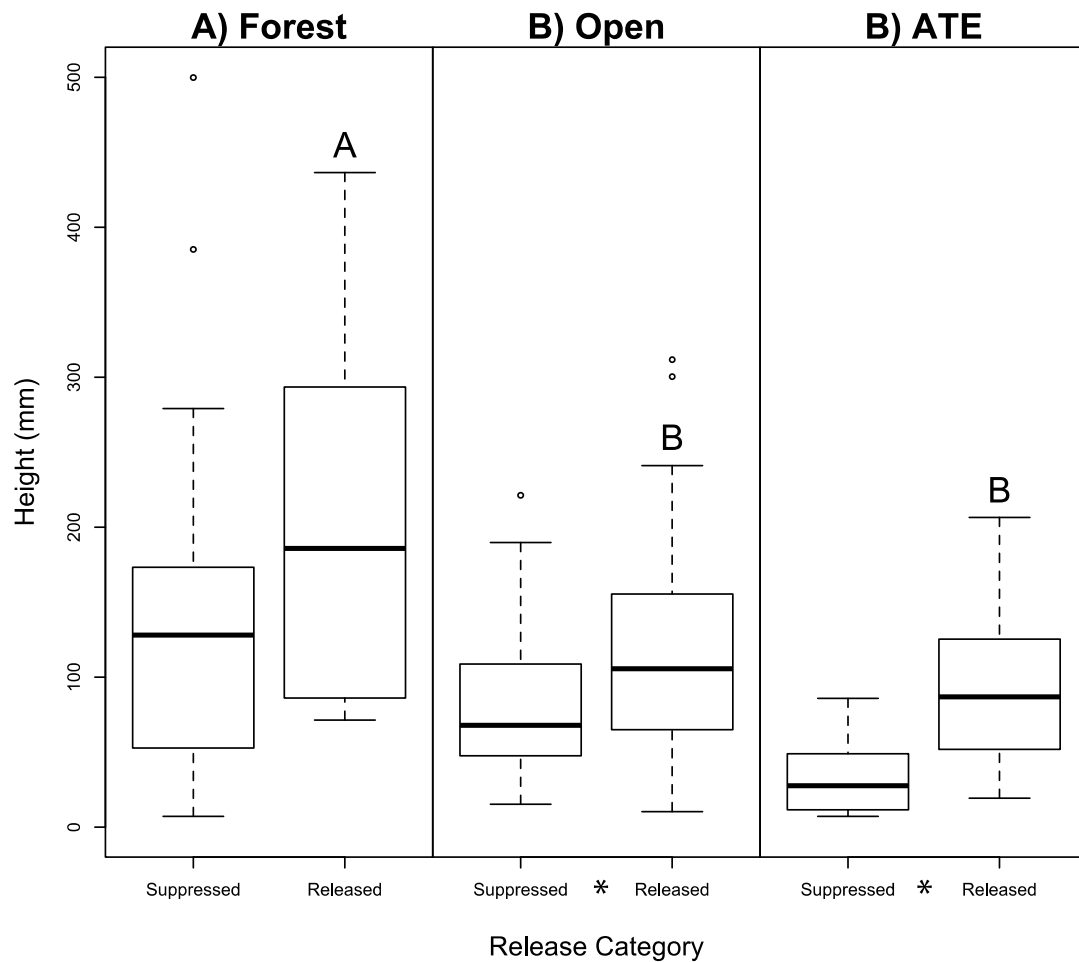 A) Forest
B) Open
B) ATE
Height (mm)
500
400
300
200
100
0
A
B
B
Suppressed
Released
Suppressed * Released
Suppressed * Released
Release Category